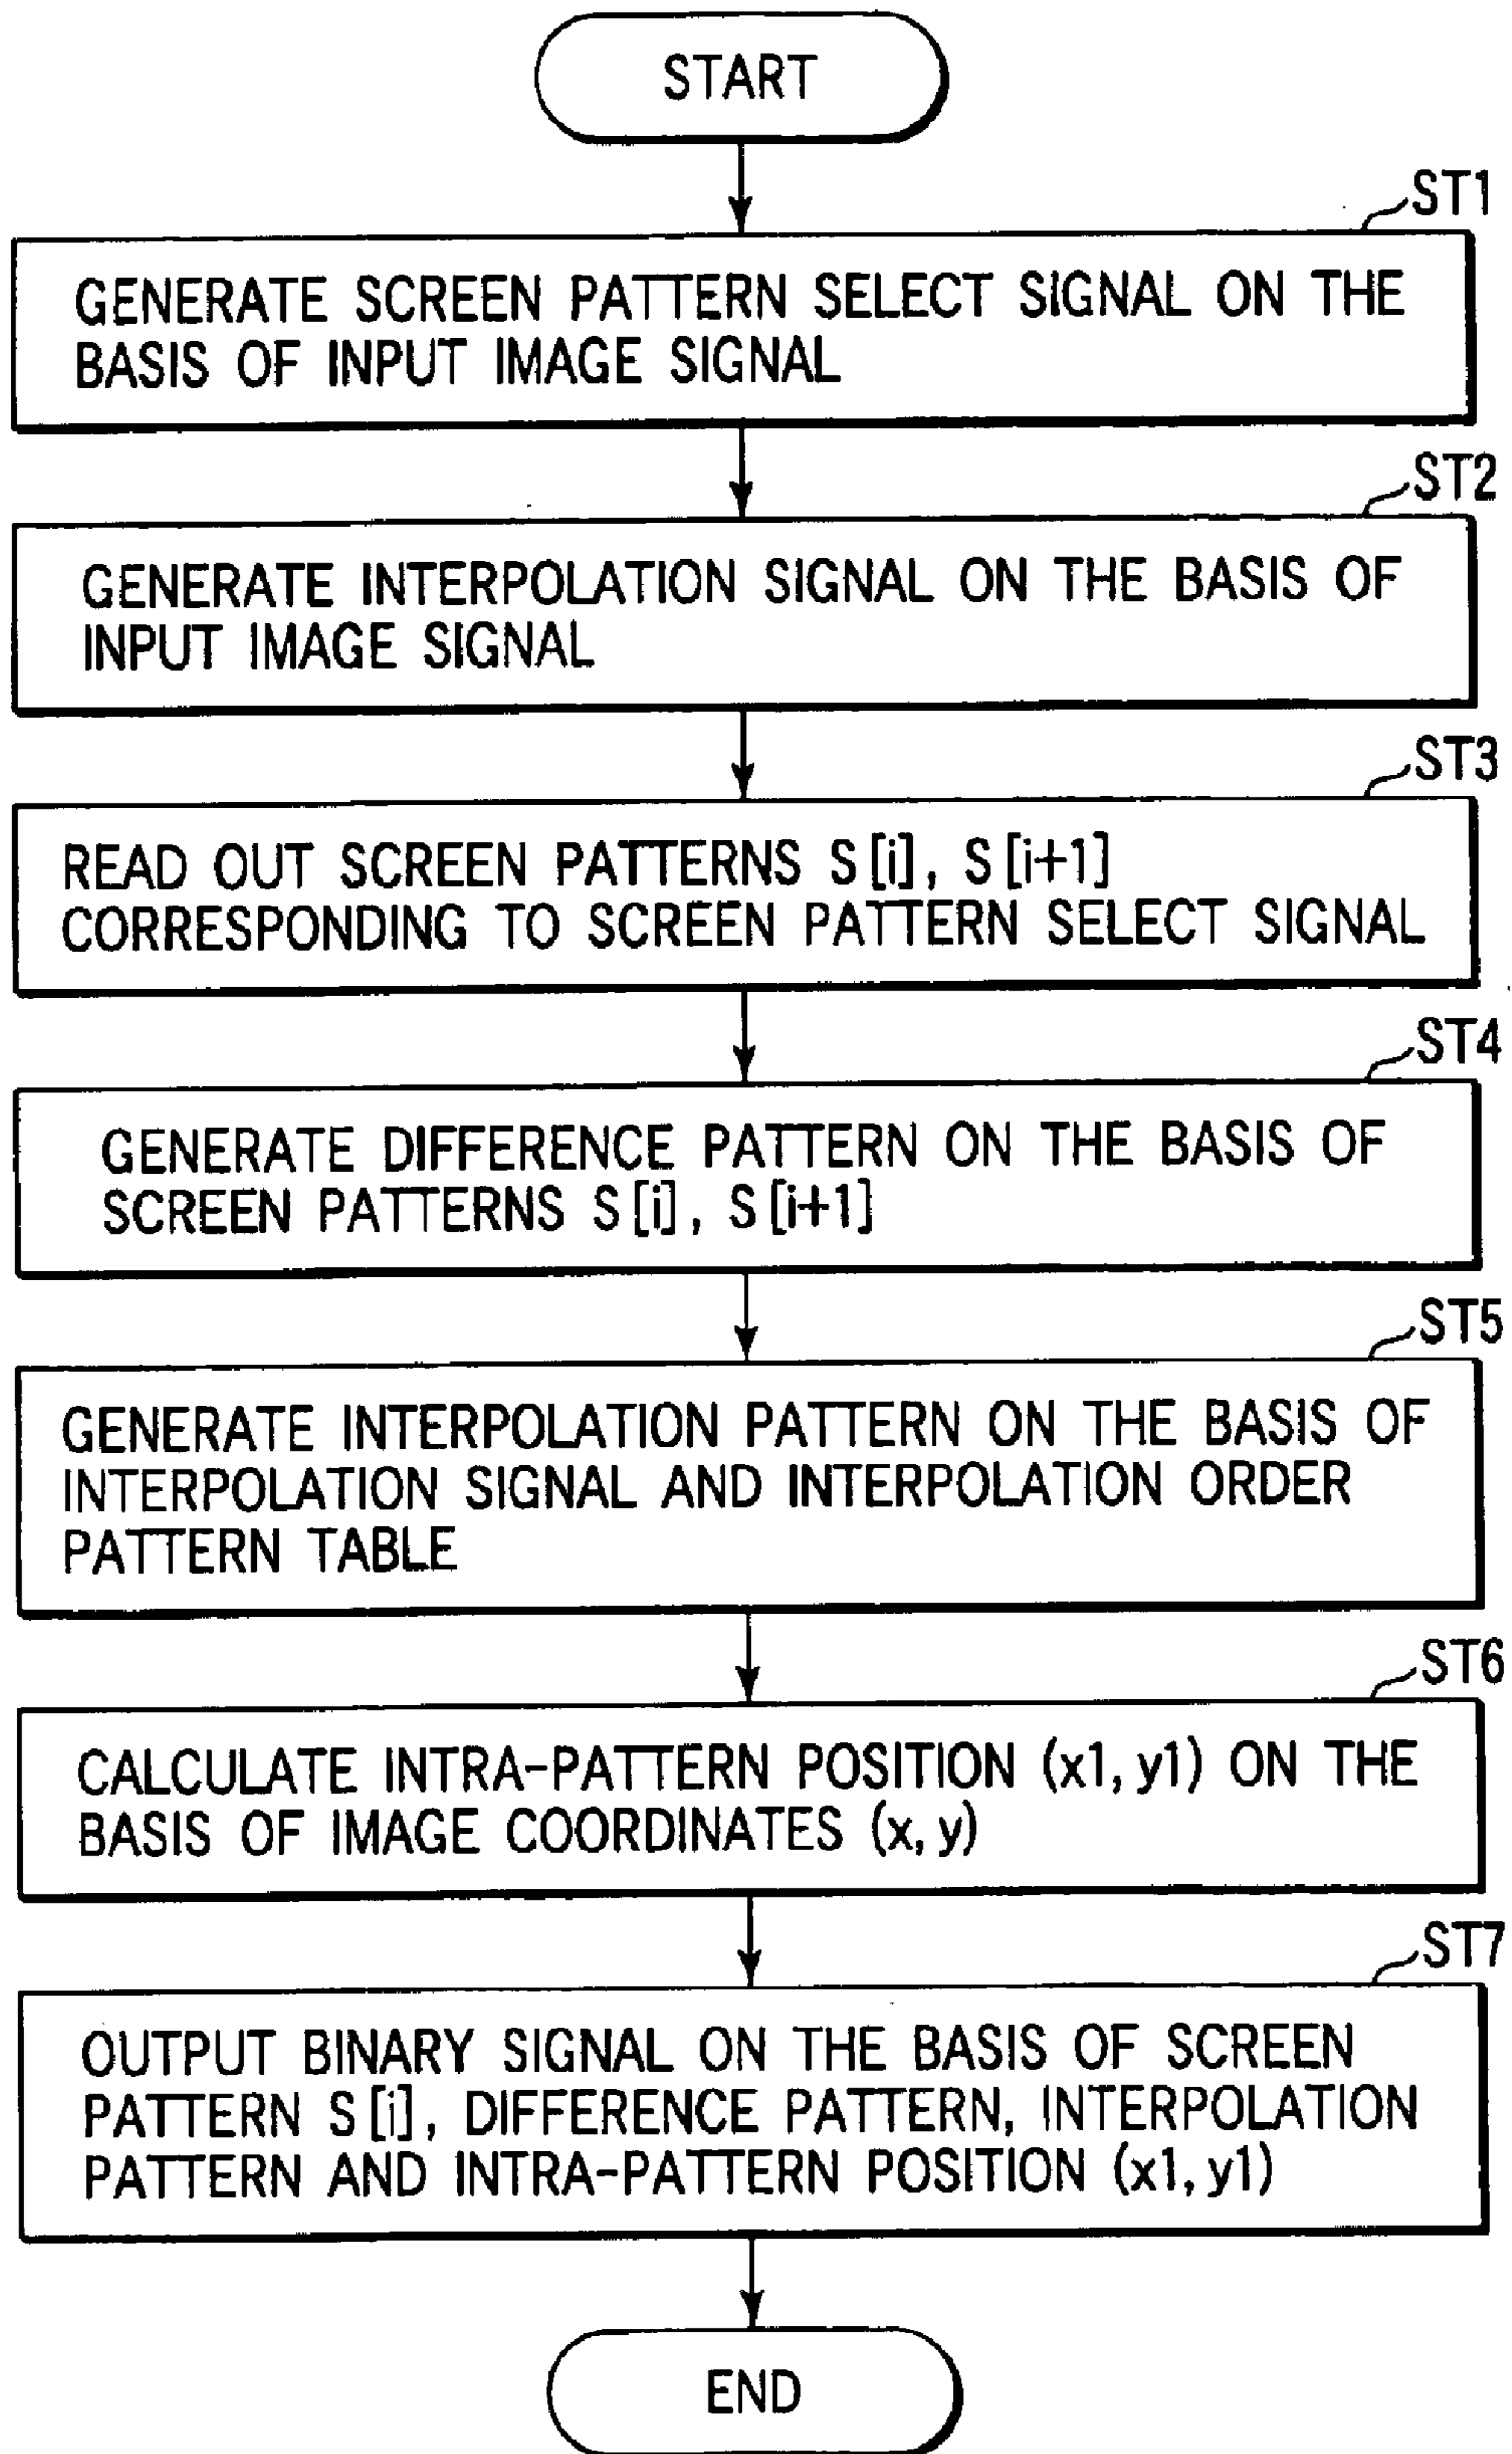 START
ST1
GENERATE SCREEN PATTERN SELECT SIGNAL ON THE
BASIS OF INPUT IMAGE SIGNAL
ST2
GENERATE INTERPOLATION SIGNAL ON THE BASIS OF
INPUT IMAGE SIGNAL
ST3
READ OUT SCREEN PATTERNS S[i], S[i+1]
CORRESPONDING TO SCREEN PATTERN SELECT SIGNAL
ST4
GENERATE DIFFERENCE PATTERN ON THE BASIS OF
SCREEN PATTERNS S[i], S[i+1]
ST5
GENERATE INTERPOLATION PATTERN ON THE BASIS OF
INTERPOLATION SIGNAL AND INTERPOLATION ORDER
PATTERN TABLE
ST6
CALCULATE INTRA-PATTERN POSITION (x1, y1) ON THE
BASIS OF IMAGE COORDINATES (x, y)
ST7
OUTPUT BINARY SIGNAL ON THE BASIS OF SCREEN
PATTERN S[i], DIFFERENCE PATTERN, INTERPOLATION
PATTERN AND INTRA-PATTERN POSITION (x1, y1)
END